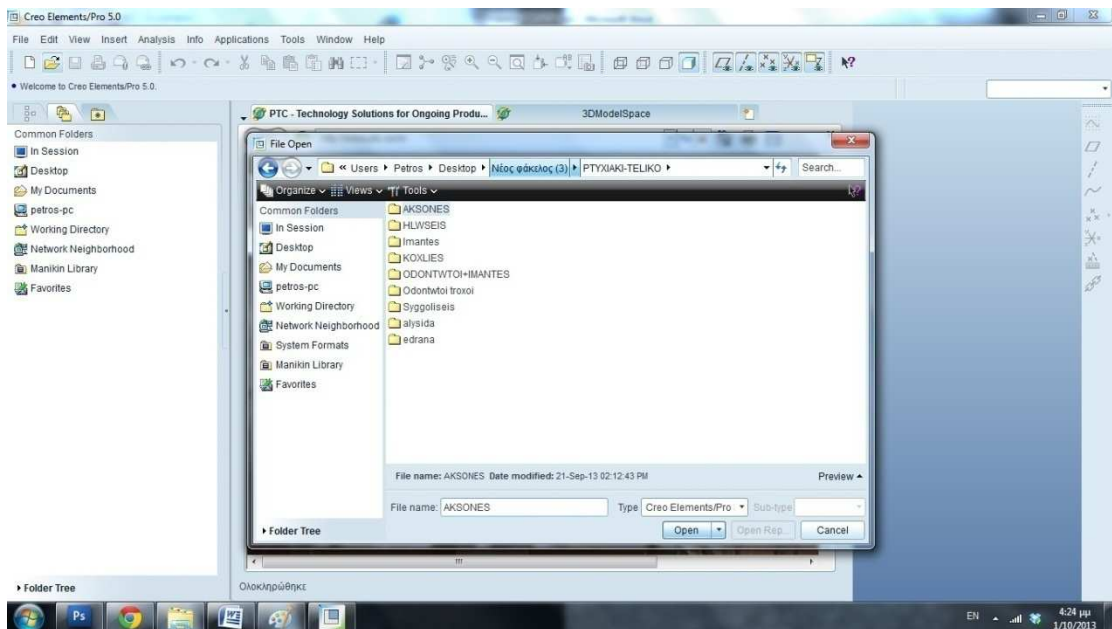 Creo Elements/Pro 5.0
File Edit View Insert Analysis Info Applications Tools Window Help
• Welcome to Creo Elements/Pro 5.0.
Common Folders
In Session
Desktop
My Documents
petros-pc
Working Directory
Network Neighborhood
Manikin Library
Favorites
Folder Tree
PTC - Technology Solutions for Ongoing Produ...
3DModelSpace
File Open
« Users Petros Desktop Νέος φάκελος (3) PTYXIAKI-TELIKO
Search...
Organize Views Tools
Common Folders
In Session
Desktop
My Documents
petros-pc
Working Directory
Network Neighborhood
System Formats
Manikin Library
Favorites
AKSONES
HLWSEIS
Imantes
KOXLIES
ODONTWTOI+IMANTES
Odontwtoi troxoi
Syggoliseis
alysida
edrana
File name: AKSONES Date modified: 21-Sep-13 02:12:43 PM
Preview
File name: AKSONES
Type Creo Elements/Pro
Sub-type
Folder Tree
Open
Open Rep...
Cancel
Ολοκληρώθηκε
Ps
EN
4:24 μμ
1/10/2013